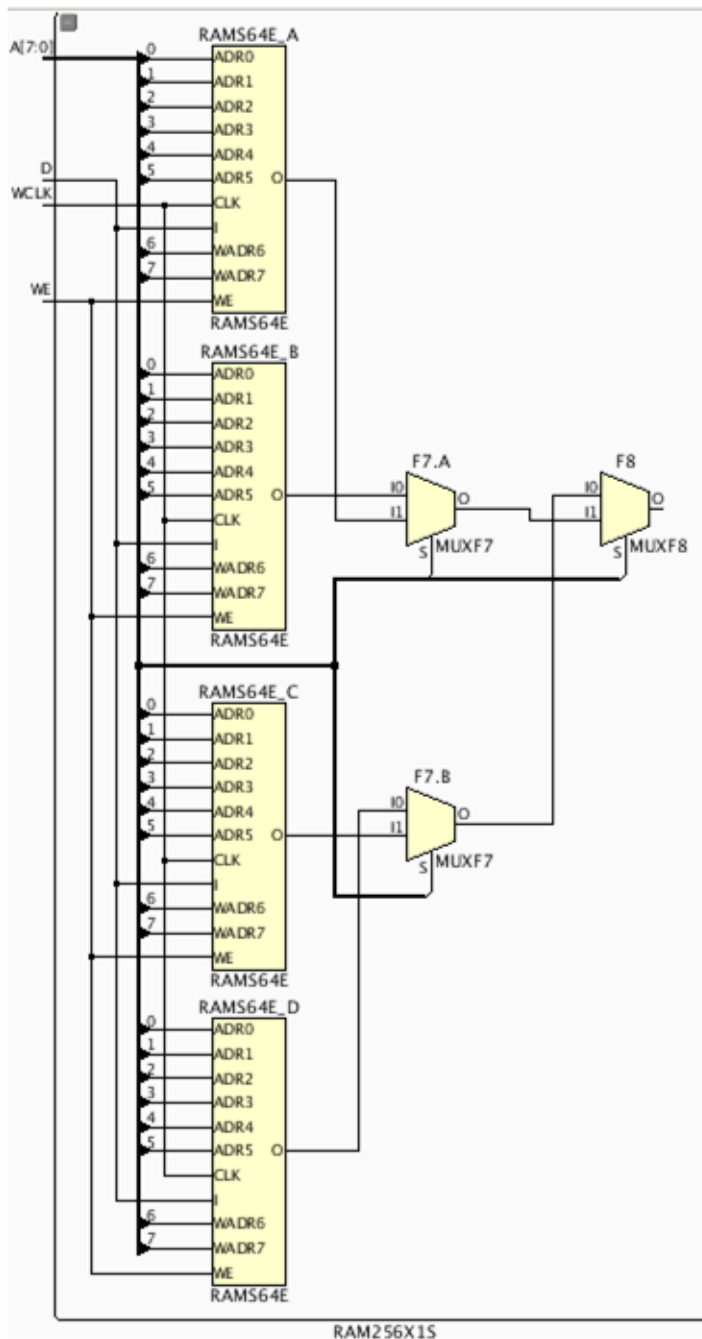 A[7:0]
D
WCLK
WE
RAMS64E_A
0 ADR0
1 ADR1
2 ADR2
3 ADR3
4 ADR4
5 ADR5 O
CLK
I
6 WADR6
7 WADR7
WE
RAMS64E
RAMS64E_B
0 ADR0
1 ADR1
2 ADR2
3 ADR3
4 ADR4
5 ADR5 O
CLK
I
6 WADR6
7 WADR7
WE
RAMS64E
F7.A
I0 O
I1
S MUXF7
F8
I0 O
I1
S MUXF8
RAMS64E_C
0 ADR0
1 ADR1
2 ADR2
3 ADR3
4 ADR4
5 ADR5 O
CLK
I
6 WADR6
7 WADR7
WE
RAMS64E
F7.B
I0 O
I1
S MUXF7
RAMS64E_D
0 ADR0
1 ADR1
2 ADR2
3 ADR3
4 ADR4
5 ADR5 O
CLK
I
6 WADR6
7 WADR7
WE
RAMS64E
RAM256X1S